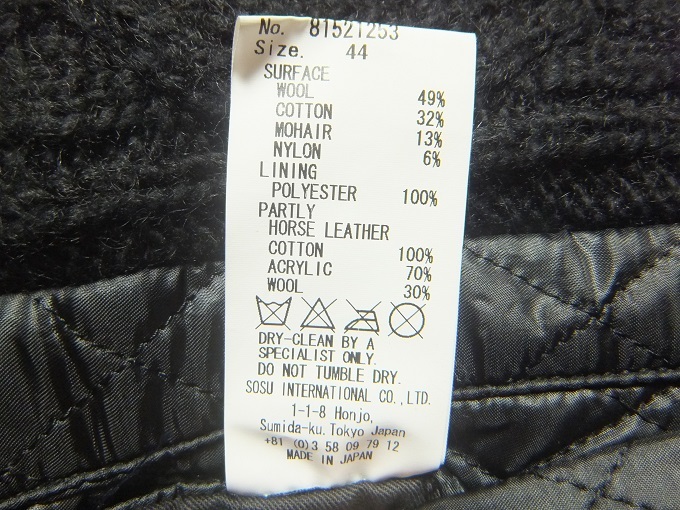 No. 81521253
Size. 44
SURFACE
WOOL 49%
COTTON 32%
MOHAIR 13%
NYLON 6%
LINING
POLYESTER 100%
PARTLY
HORSE LEATHER
COTTON 100%
ACRYLIC 70%
WOOL 30%
DRY-CLEAN BY A
SPECIALIST ONLY.
DO NOT TUMBLE DRY.
SOSU INTERNATIONAL CO.,LTD.
1-1-8 Honjo,
Sumida-ku.Tokyo Japan
+81 (0)3 58 09 79 12
MADE IN JAPAN